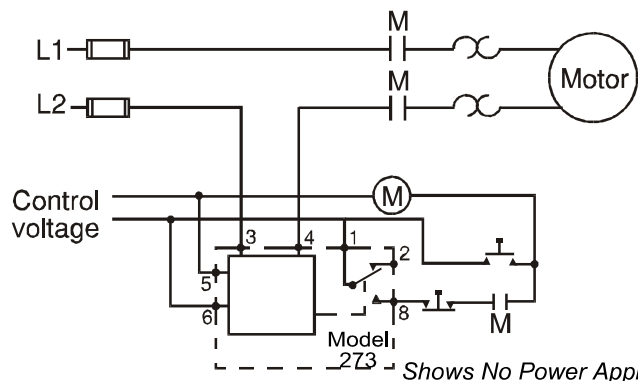 L1
M
M
Motor
L2
Control
voltage
M
3
4
1
2
5
6
8
M
Model
273
Shows No Power Appl